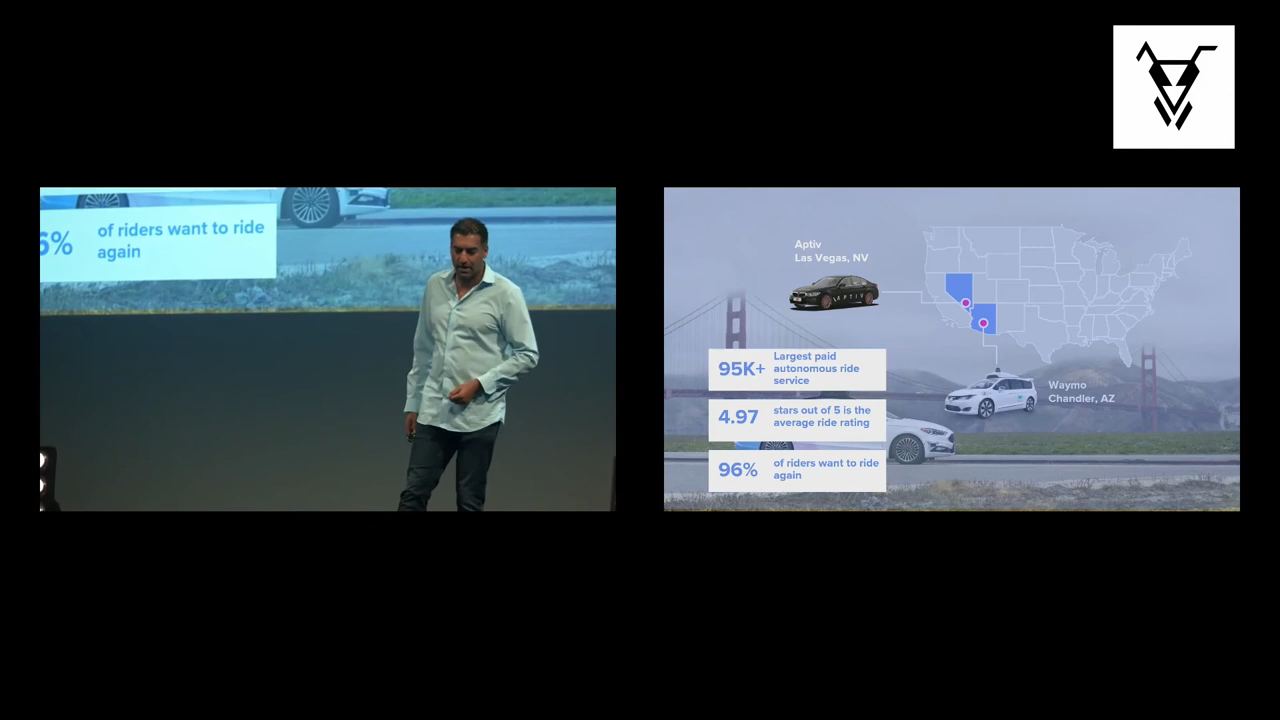 6%
of riders want to ride
again
Aptiv
Las Vegas, NV
APTIV
95K+
Largest paid
autonomous ride
service
4.97
stars out of 5 is the
average ride rating
96%
of riders want to ride
again
Waymo
Chandler, AZ